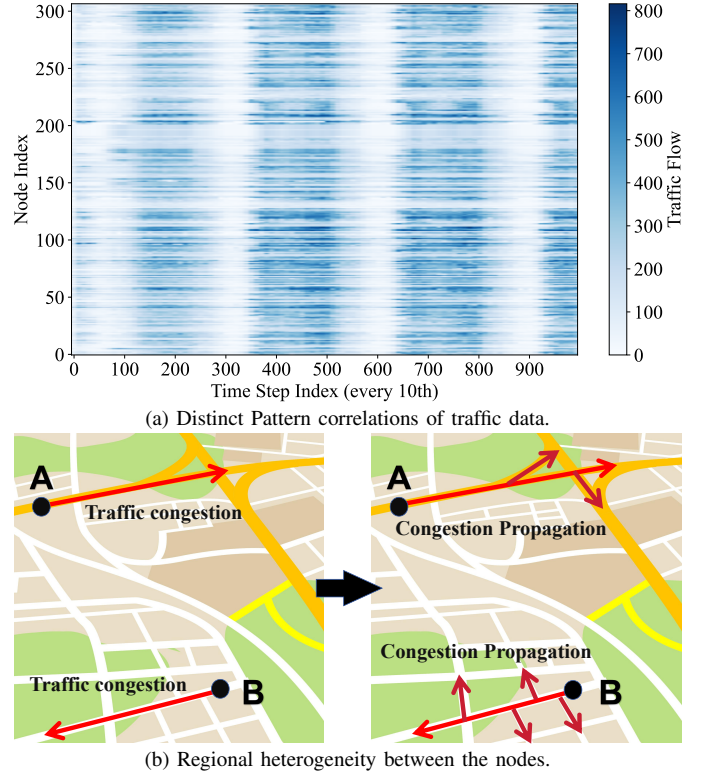 300
250
200
150
100
50
0
Node Index
0 100 200 300 400 500 600 700 800 900
Time Step Index (every 10th)
800
700
600
500
400
300
200
100
0
Traffic Flow
(a) Distinct Pattern correlations of traffic data.
A
Traffic congestion
Traffic congestion
B
A
Congestion Propagation
Congestion Propagation
B
(b) Regional heterogeneity between the nodes.